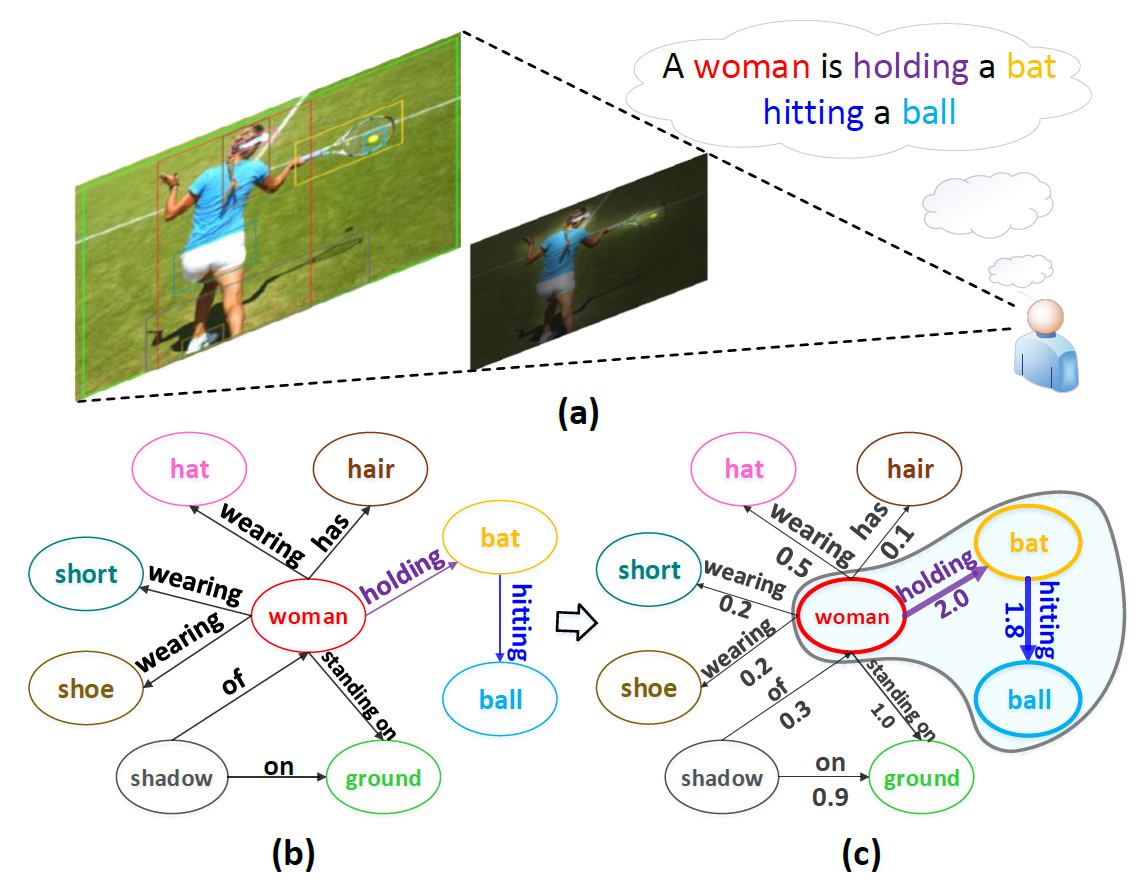 A woman is holding a bat
hitting a ball
(a)
hat
hair
wearing
has
bat
short
wearing
holding
woman
hitting
wearing
shoe
of
standing on
ball
shadow
on
ground
(b)
hat
hair
wearing
0.5
has
0.1
bat
short
wearing
0.2
holding
2.0
woman
hitting
1.8
wearing
0.2
shoe
of
0.3
standing on
1.0
ball
shadow
on
0.9
ground
(c)